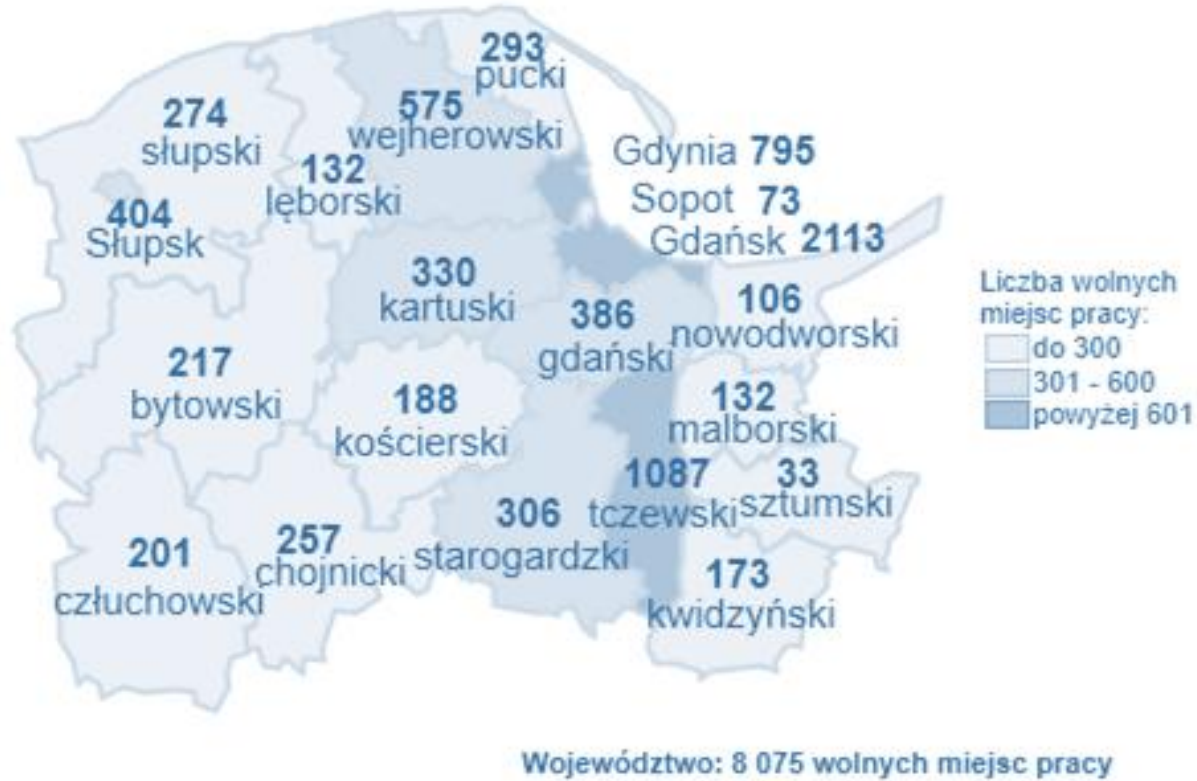 293
pucki
274
słupski
575
wejherowski
132
lęborski
Gdynia 795
Sopot 73
Gdańsk 2113
404
Słupsk
330
kartuski
386
gdański
106
nowodworski
217
bytowski
188
kościerski
132
malborski
1087
tczewski
33
sztumski
306
starogardzki
257
chojnicki
201
człuchowski
173
kwidzyński
Liczba wolnych
miejsc pracy:
do 300
301 - 600
powyżej 601
Województwo: 8 075 wolnych miejsc pracy